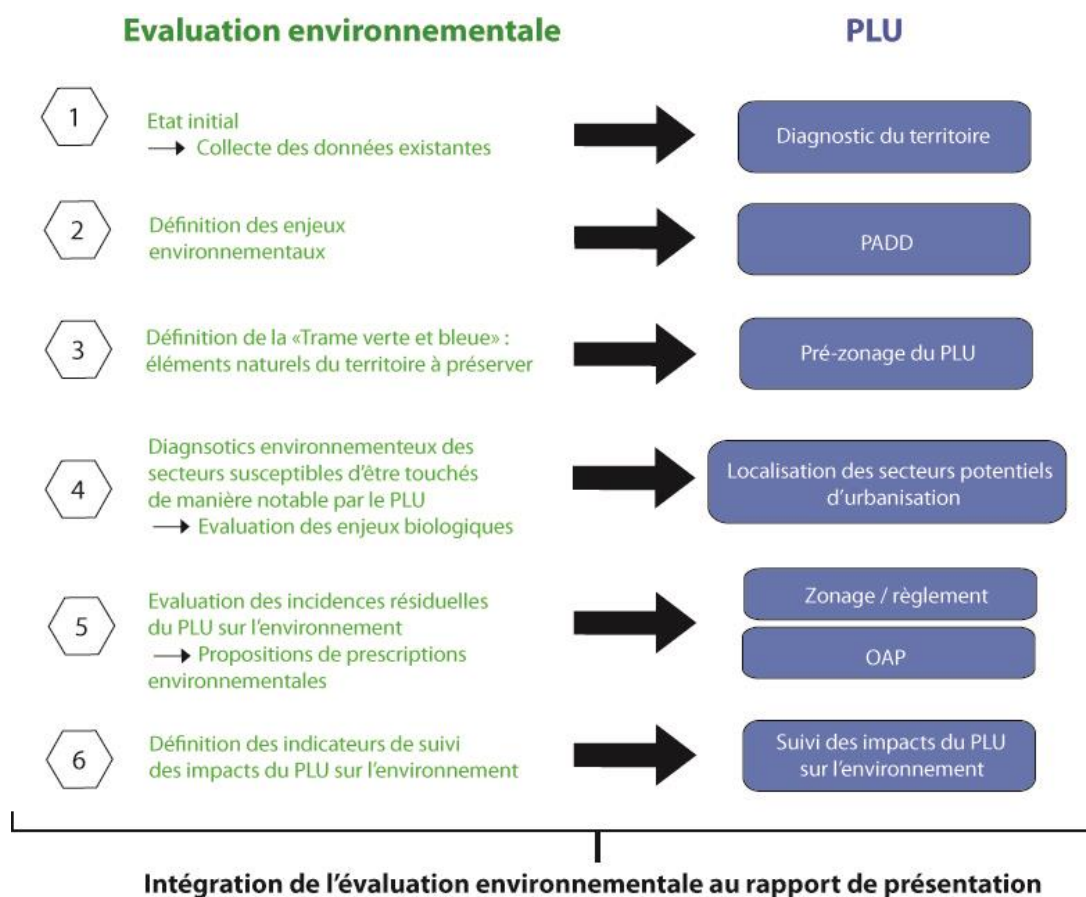 Evaluation environnementale
PLU
1
Etat initial
→ Collecte des données existantes
Diagnostic du territoire
2
Définition des enjeux
environnementaux
PADD
3
Définition de la «Trame verte et bleue» :
éléments naturels du territoire à préserver
Pré-zonage du PLU
4
Diagnsotics environnementeux des
secteurs susceptibles d'être touchés
de manière notable par le PLU
→ Evaluation des enjeux biologiques
Localisation des secteurs potentiels
d'urbanisation
5
Evaluation des incidences résiduelles
du PLU sur l'environnement
→ Propositions de prescriptions
environnementales
Zonage / règlement
OAP
6
Définition des indicateurs de suivi
des impacts du PLU sur l'environnement
Suivi des impacts du PLU
sur l'environnement
Intégration de l'évaluation environnementale au rapport de présentation